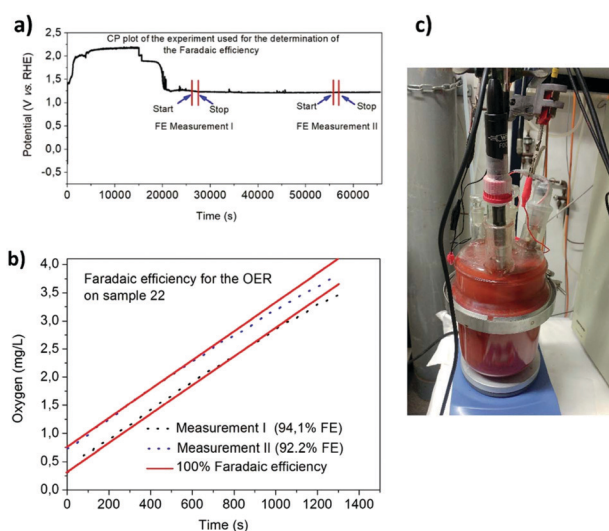 a)
CP plot of the experiment used for the determination of
the Faradaic efficiency
2,5
2,0
1,5
1,0
0,5
0,0
-0,5
Potential (V vs. RHE)
Start
Stop
Start
Stop
FE Measurement I
FE Measurement II
0
10000
20000
30000
40000
50000
60000
Time (s)
b)
Faradaic efficiency for the OER
on sample 22
4,0
3,5
3,0
2,5
2,0
1,5
1,0
0,5
0,0
Oxygen (mg/L)
Measurement I (94,1% FE)
Measurement II (92.2% FE)
100% Faradaic efficiency
0
200
400
600
800
1000
1200
1400
Time (s)
c)